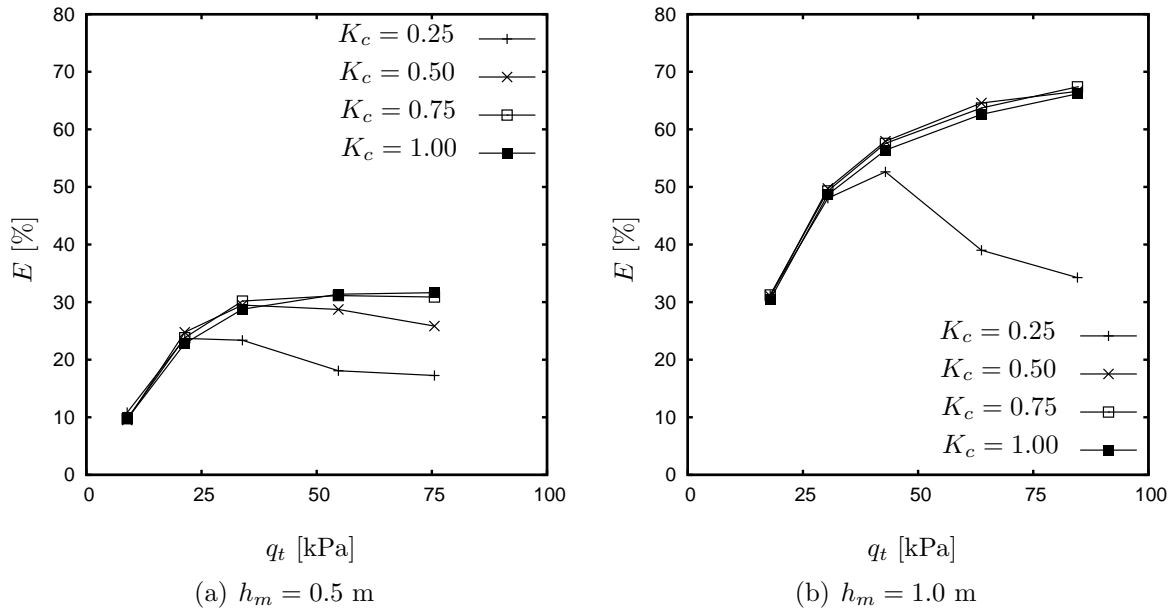 80
70
60
50
40
30
20
10
0
E [%]
0 25 50 75 100
q_t [kPa]
K_c = 0.25
K_c = 0.50
K_c = 0.75
K_c = 1.00
(a) h_m = 0.5 m
80
70
60
50
40
30
20
10
0
E [%]
0 25 50 75 100
q_t [kPa]
K_c = 0.25
K_c = 0.50
K_c = 0.75
K_c = 1.00
(b) h_m = 1.0 m